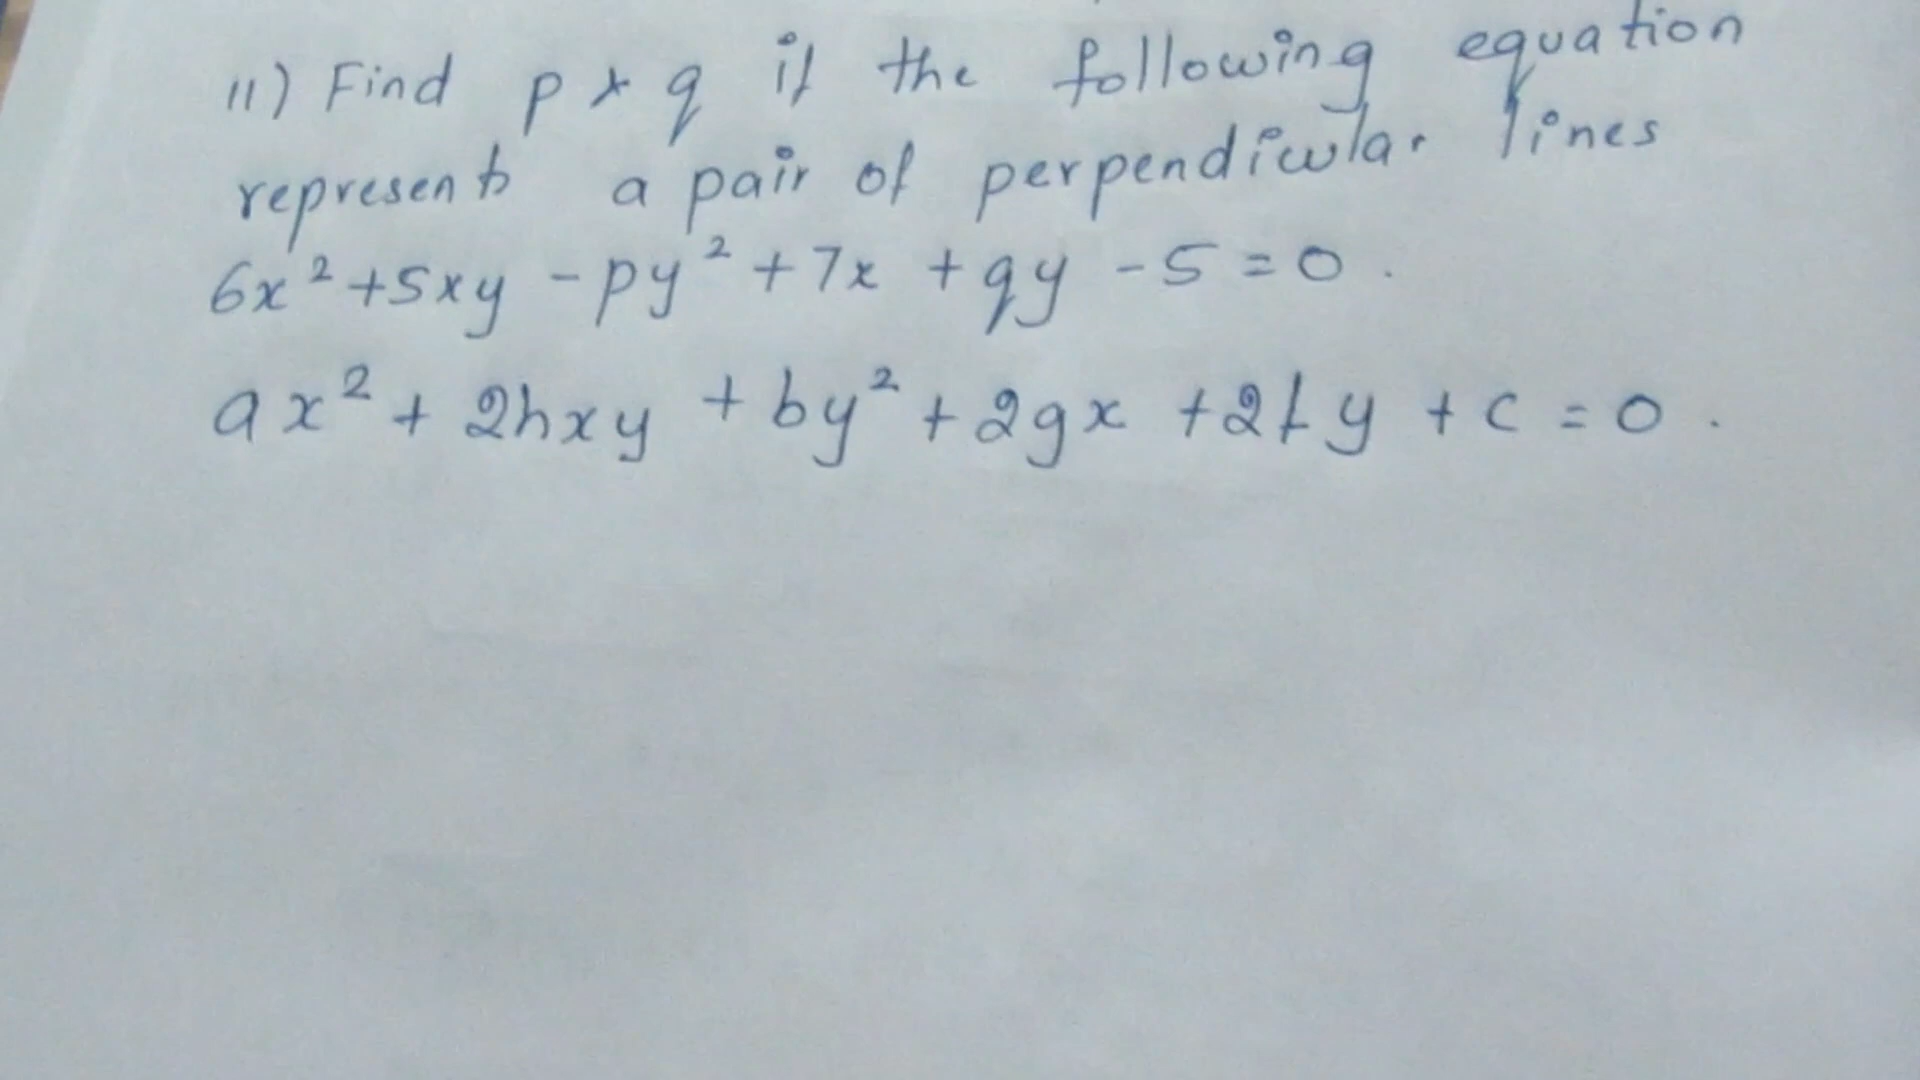 11) Find p & q if the following equation
represents a pair of perpendicular lines
6x² + 5xy - py² + 7x + qy - 5 = 0.
ax² + 2hxy + by² + 2gx + 2fy + c = 0.